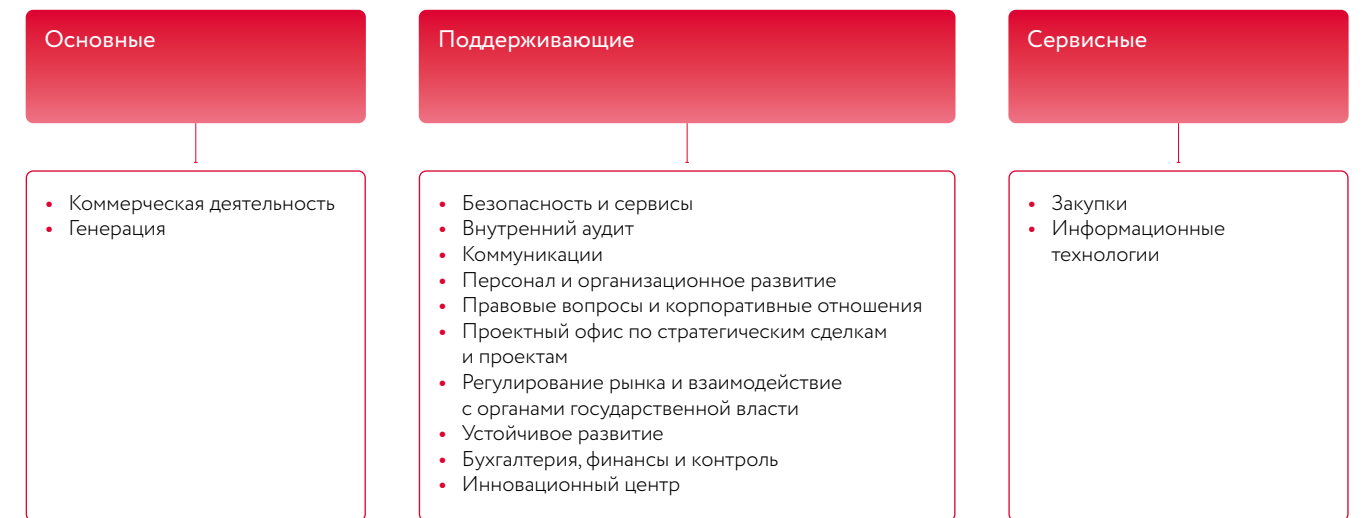 Основные
• Коммерческая деятельность
• Генерация
Поддерживающие
• Безопасность и сервисы
• Внутренний аудит
• Коммуникации
• Персонал и организационное развитие
• Правовые вопросы и корпоративные отношения
• Проектный офис по стратегическим сделкам
и проектам
• Регулирование рынка и взаимодействие
с органами государственной власти
• Устойчивое развитие
• Бухгалтерия, финансы и контроль
• Инновационный центр
Сервисные
• Закупки
• Информационные
технологии